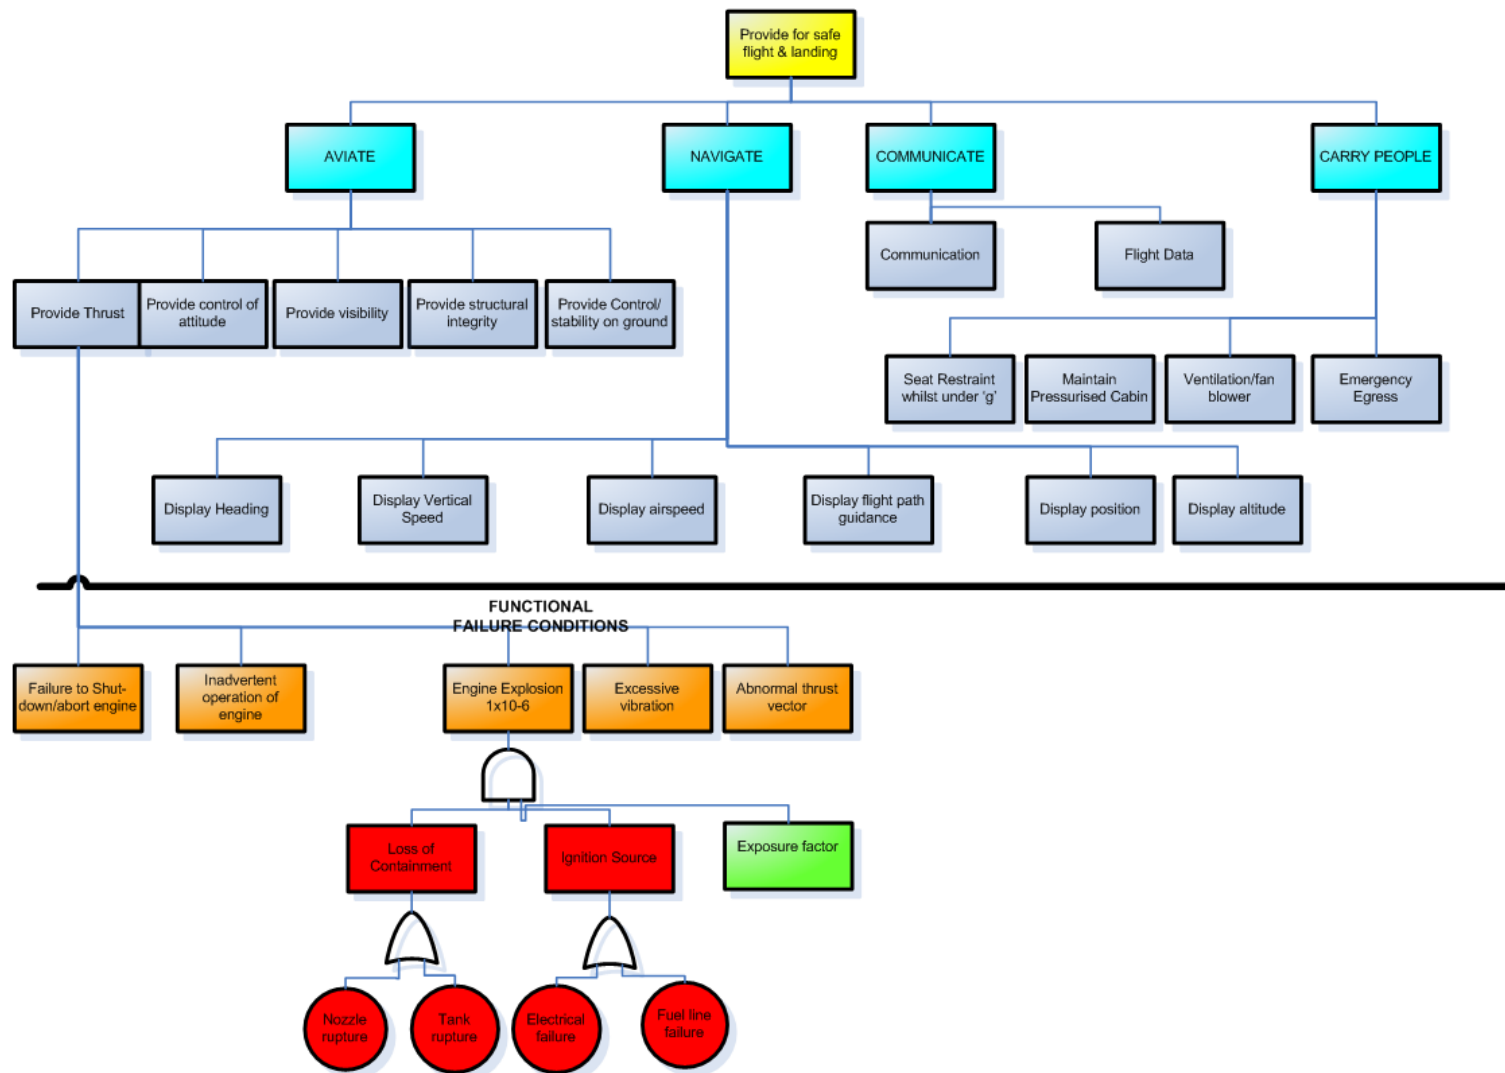 Provide for safe
flight & landing
AVIATE
NAVIGATE
COMMUNICATE
CARRY PEOPLE
Communication
Flight Data
Provide Thrust
Provide control of
attitude
Provide visibility
Provide structural
integrity
Provide Control/
stability on ground
Seat Restraint
whilst under 'g'
Maintain
Pressurised Cabin
Ventilation/fan
blower
Emergency
Egress
Display Heading
Display Vertical
Speed
Display airspeed
Display flight path
guidance
Display position
Display altitude
FUNCTIONAL
FAILURE CONDITIONS
Failure to Shut-
down/abort engine
Inadvertent
operation of
engine
Engine Explosion
1x10-6
Excessive
vibration
Abnormal thrust
vector
Loss of
Containment
Ignition Source
Exposure factor
Nozzle
rupture
Tank
rupture
Electrical
failure
Fuel line
failure